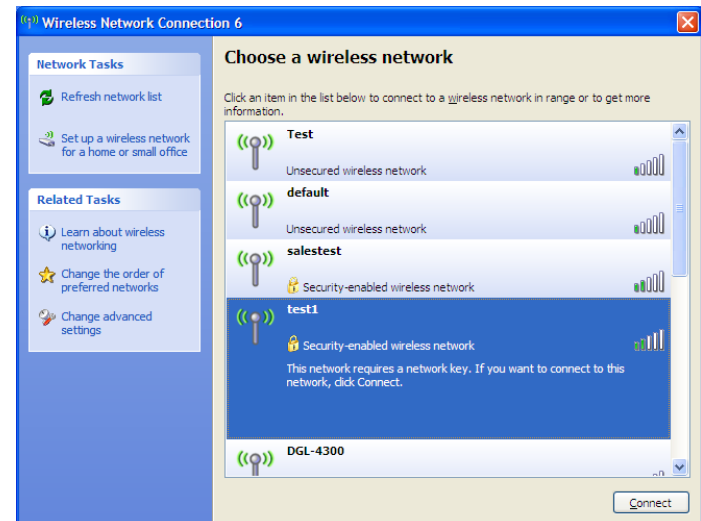 Wireless Network Connection 6
Network Tasks
Refresh network list
Set up a wireless network
for a home or small office
Related Tasks
Learn about wireless
networking
Change the order of
preferred networks
Change advanced
settings
Choose a wireless network
Click an item in the list below to connect to a wireless network in range or to get more
information.
Test
Unsecured wireless network
default
Unsecured wireless network
salestest
Security-enabled wireless network
test1
Security-enabled wireless network
This network requires a network key. If you want to connect to this
network, click Connect.
DGL-4300
Connect